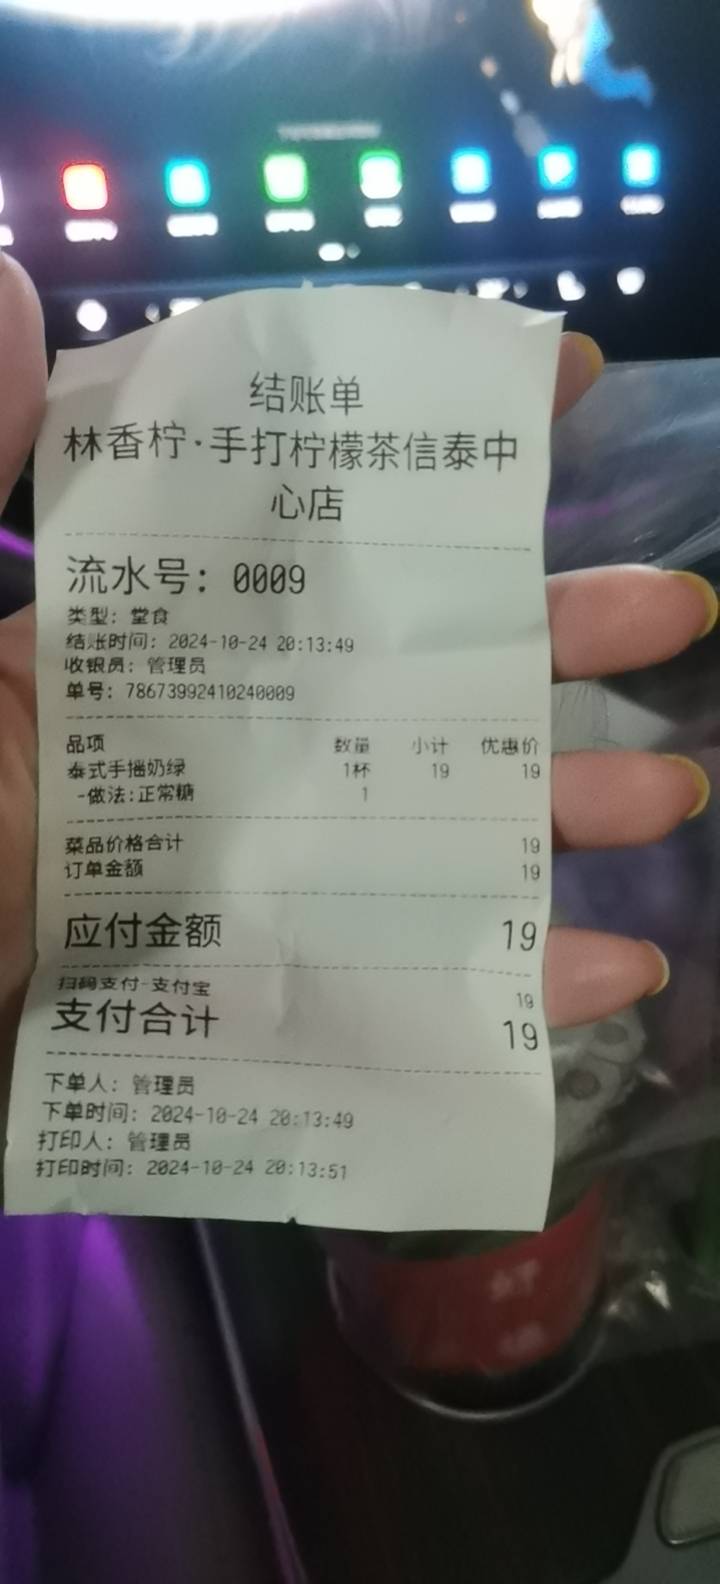 结账单
林香柠·手打柠檬茶信泰中
心店
流水号：0009
类型：堂食
结账时间：2024-10-24 20:13:49
收银员：管理员
单号：78673992410240009
品项 数量 小计 优惠价
泰式手摇奶绿 1杯 19 19
-做法:正常糖 1
菜品价格合计 19
订单金额 19
应付金额 19
扫码支付-支付宝 19
支付合计 19
下单人：管理员
下单时间：2024-10-24 20:13:49
打印人：管理员
打印时间：2024-10-24 20:13:51